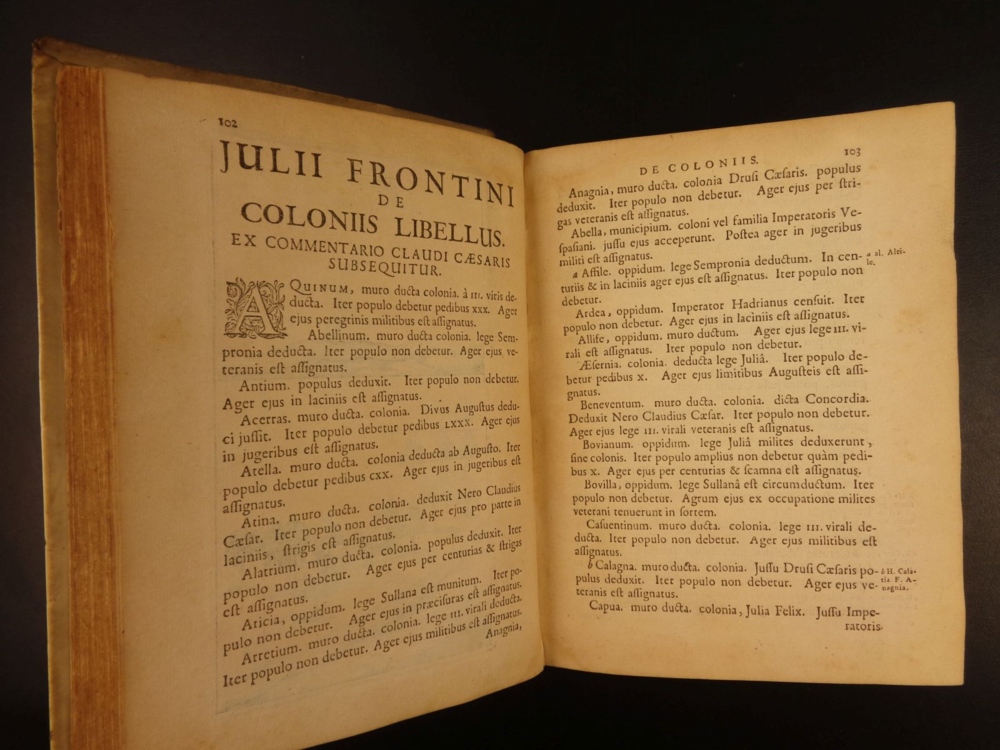 102
JULII FRONTINI
DE
COLONIIS LIBELLUS.
EX COMMENTARIO CLAUDI CÆSARIS
SUBSEQUITUR.
AQUINUM, muro ducta colonia. à III. viris de-
ducta. Iter populo debetur pedibus XXX. Ager
ejus peregrinis militibus est assignatus.
Abellinum. muro ducta colonia. lege Sem-
pronia deducta. Iter populo non debetur. Ager ejus ve-
teranis est assignatus.
Antium. populus deduxit. Iter populo non debetur.
Ager ejus in laciniis est assignatus.
Acerras. muro ducta. colonia. Divus Augustus dedu-
ci jussit. Iter populo debetur pedibus LXXX. Ager ejus
in jugeribus est assignatus.
Atella. muro ducta. colonia deducta ab Augusto. Iter
populo debetur pedibus CXX. Ager ejus in jugeribus est
assignatus.
Atina. muro ducta. colonia. deduxit Nero Claudius
Cæsar. Iter populo non debetur. Ager ejus pro parte in
laciniis, strigis est assignatus.
Alatrium. muro ducta. colonia. populus deduxit. Iter
populo non debetur. Ager ejus per centurias & strigas
est assignatus.
Aticia, oppidum. lege Sullana est munitum. Iter po-
pulo non debetur. Ager ejus in præcisuras est assignatus.
Arretium. muro ducta. colonia. lege III. virali deducta.
Iter populo non debetur. Ager ejus militibus est assignatus.
Anagnia,
DE COLONIIS. 103
Anagnia, muro ducta. colonia Drusi Cæsaris. populus
deduxit. Iter populo non debetur. Ager ejus per stri-
gas veteranis est assignatus.
Abella, municipium. coloni vel familia Imperatoris Ve-
spasiani. jussu ejus acceperunt. Postea ager in jugeribus
militi est assignatus.
a Affile. oppidum. lege Sempronia deductum. In cen-
turiis & in laciniis ager ejus est assignatus. Iter populo non
debetur.
a al. Alfi-
le.
Ardea, oppidum. Imperator Hadrianus censuit. Iter
populo non debetur. Ager ejus in laciniis est assignatus.
Allife, oppidum. muro ductum. Ager ejus lege III. vi-
rali est assignatus. Iter populo non debetur.
Æsernia. colonia. deducta lege Juliâ. Iter populo de-
betur pedibus X. Ager ejus limitibus Augusteis est assi-
gnatus.
Beneventum. muro ducta. colonia. dicta Concordia.
Deduxit Nero Claudius Cæsar. Iter populo non debetur.
Ager ejus lege III. virali veteranis est assignatus.
Bovianum. oppidum. lege Juliâ milites deduxerunt,
sine colonis. Iter populo amplius non debetur quàm pedi-
bus X. Ager ejus per centurias & scamna est assignatus.
Bovilla, oppidum. lege Sullanâ est circumductum. Iter
populo non debetur. Agrum ejus ex occupatione milites
veterani tenuerunt in sortem.
Casuentinum. muro ducta. colonia. lege III. virali de-
ducta. Iter populo non debetur. Ager ejus militibus est
assignatus.
b Calagna. muro ducta. colonia. Jussu Drusi Cæsaris po-
pulus deduxit. Iter populo non debetur. Ager ejus ve-
teranis est assignatus.
b H. Cala-
tia F. A-
nagnia.
Capua. muro ducta. colonia, Julia Felix. Jussu Impe-
ratoris